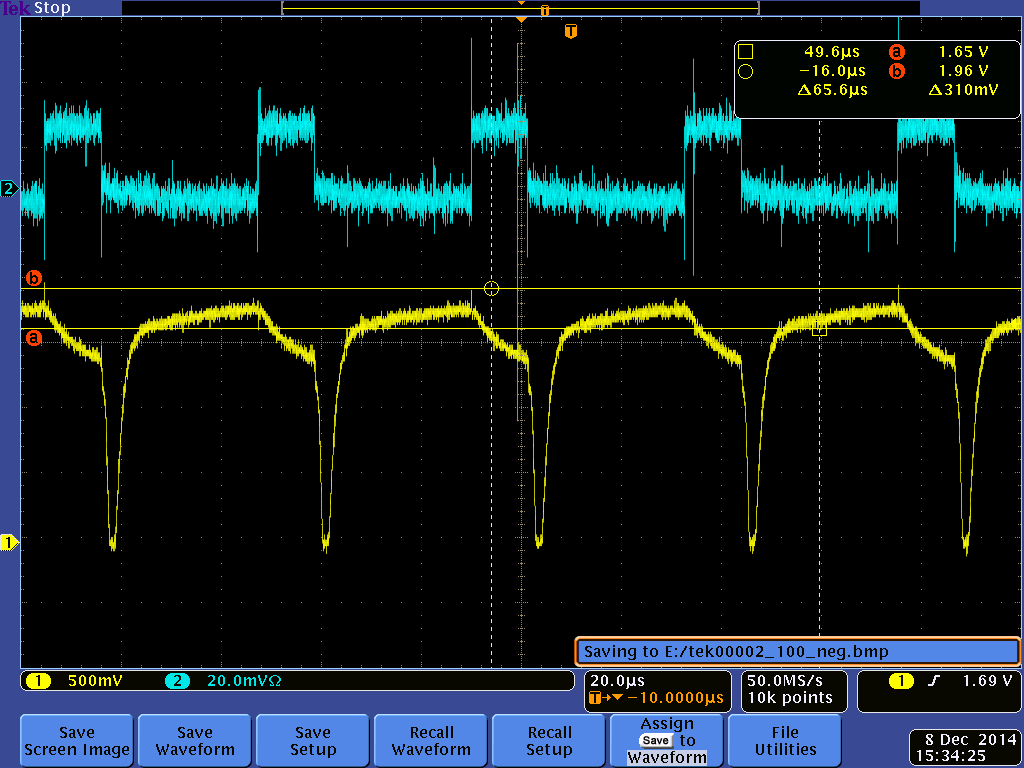 Tek Stop
T
T
49.6µs a 1.65 V
−16.0µs b 1.96 V
Δ65.6µs Δ310mV
2
b
a
1
Saving to E:/tek00002_100_neg.bmp
1 500mV 2 20.0mVΩ
20.0µs
T→▼−10.0000µs
50.0MS/s
10k points
1 1.69 V
Save
Screen Image
Save
Waveform
Save
Setup
Recall
Waveform
Recall
Setup
Assign
Save to
Waveform
File
Utilities
8 Dec 2014
15:34:25